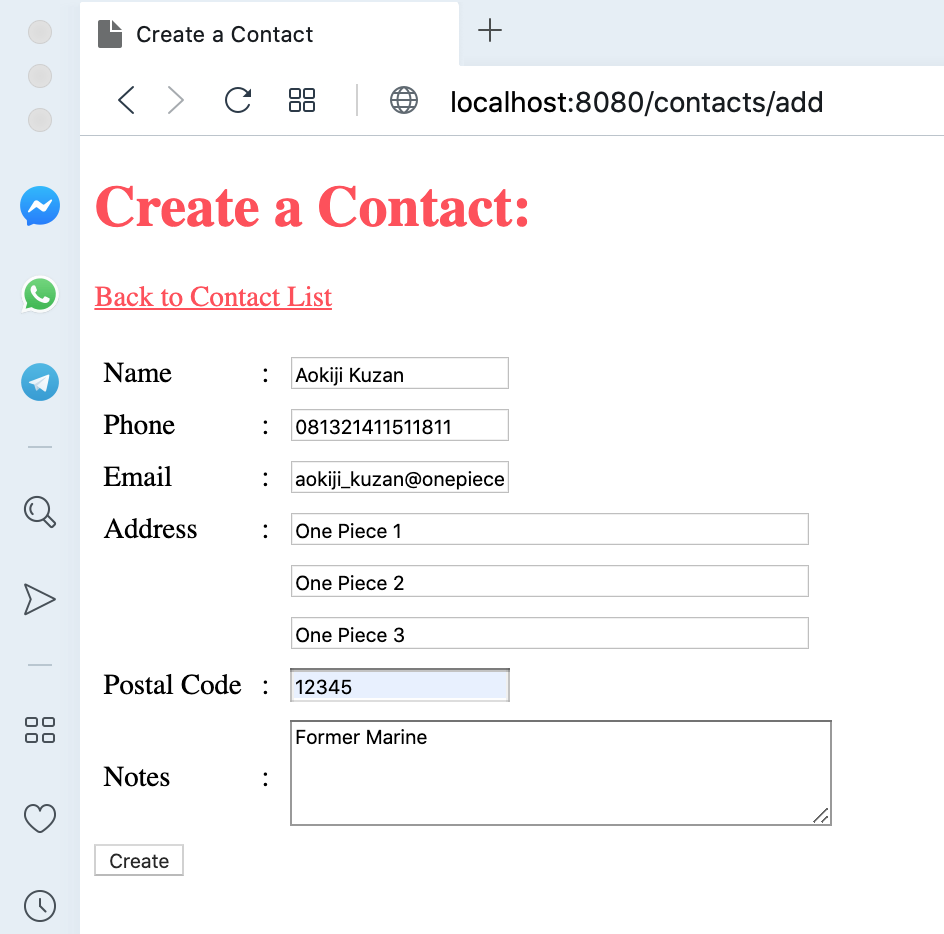 Create a Contact
localhost:8080/contacts/add
Create a Contact:
Back to Contact List
Name : Aokiji Kuzan
Phone : 081321411511811
Email : aokiji_kuzan@onepiece
Address : One Piece 1
One Piece 2
One Piece 3
Postal Code : 12345
Notes : Former Marine
Create